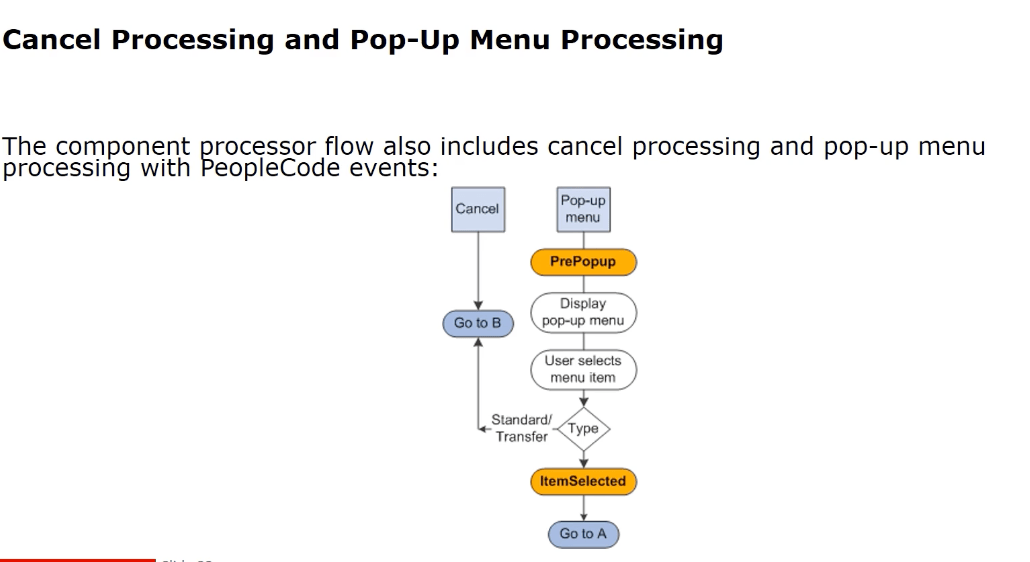 Cancel Processing and Pop-Up Menu Processing
The component processor flow also includes cancel processing and pop-up menu
processing with PeopleCode events:
Cancel
Pop-up
menu
PrePopup
Display
pop-up menu
Go to B
User selects
menu item
Standard/
Transfer
Type
ItemSelected
Go to A